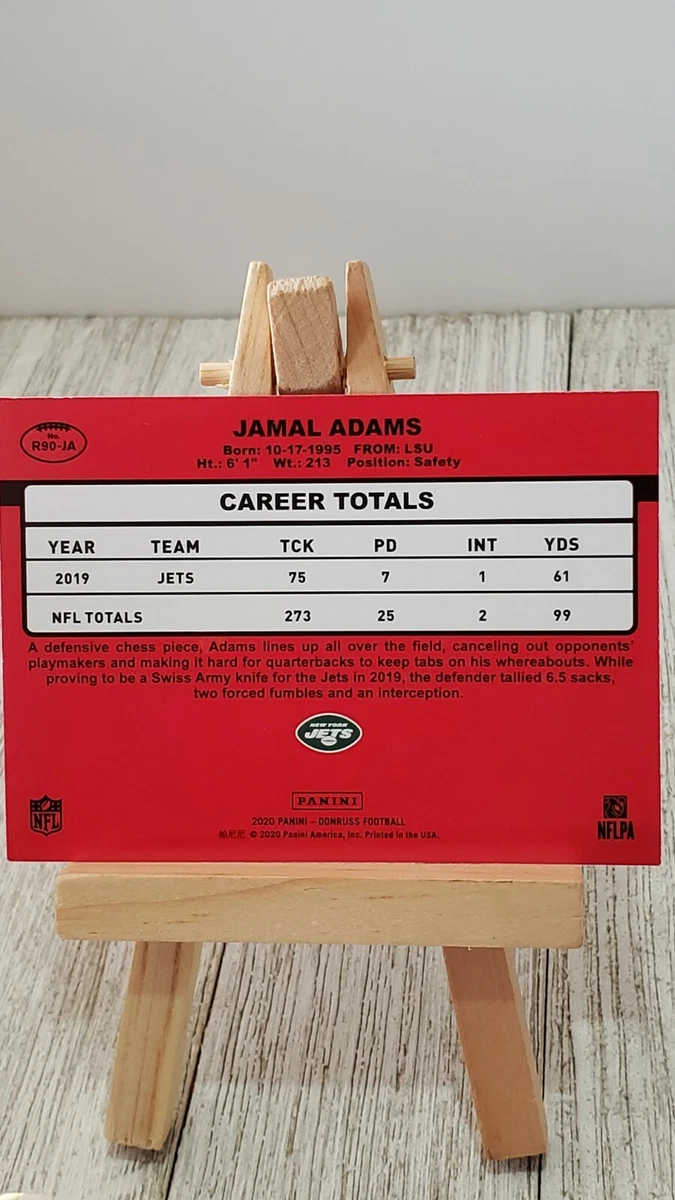 No.
R90-JA
JAMAL ADAMS
Born: 10-17-1995 FROM: LSU
Ht.: 6' 1" Wt.: 213 Position: Safety
CAREER TOTALS
YEAR TEAM TCK PD INT YDS
2019 JETS 75 7 1 61
NFL TOTALS 273 25 2 99
A defensive chess piece, Adams lines up all over the field, canceling out opponents'
playmakers and making it hard for quarterbacks to keep tabs on his whereabouts. While
proving to be a Swiss Army knife for the Jets in 2019, the defender tallied 6.5 sacks,
two forced fumbles and an interception.
NEW YORK
JETS
PANINI
NFL
2020 PANINI – DONRUSS FOOTBALL
帕尼尼 © 2020 Panini America, Inc. Printed in the USA.
NFLPA